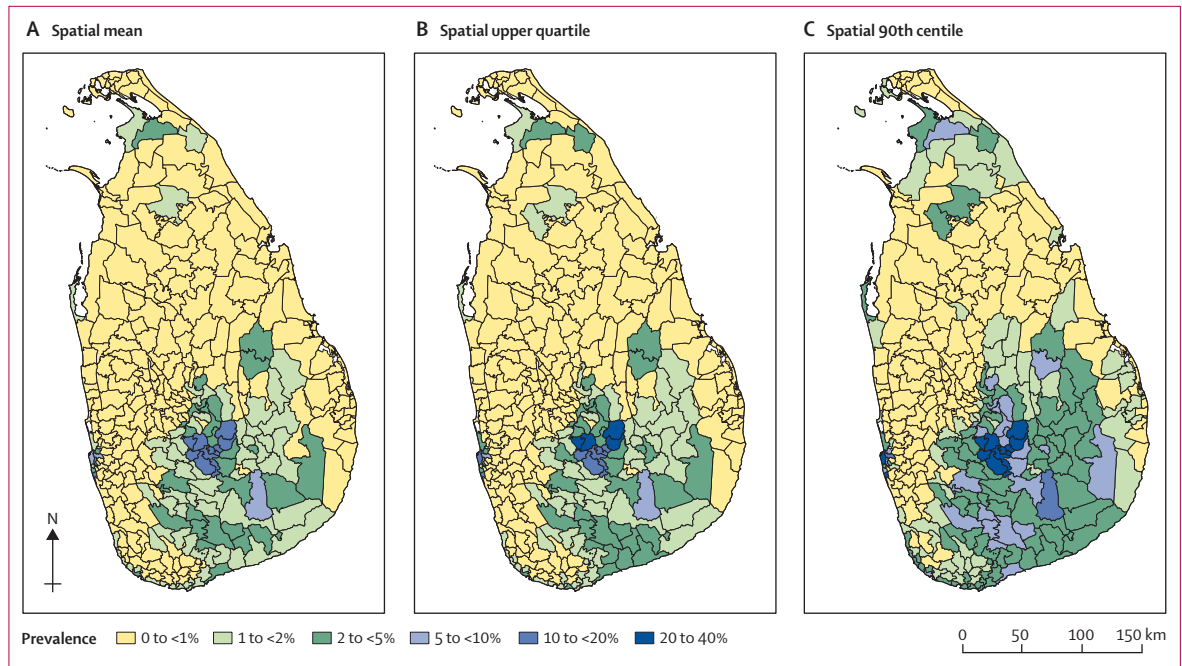 A Spatial mean
B Spatial upper quartile
C Spatial 90th centile
N
Prevalence 0 to <1% 1 to <2% 2 to <5% 5 to <10% 10 to <20% 20 to 40%
0 50 100 150 km